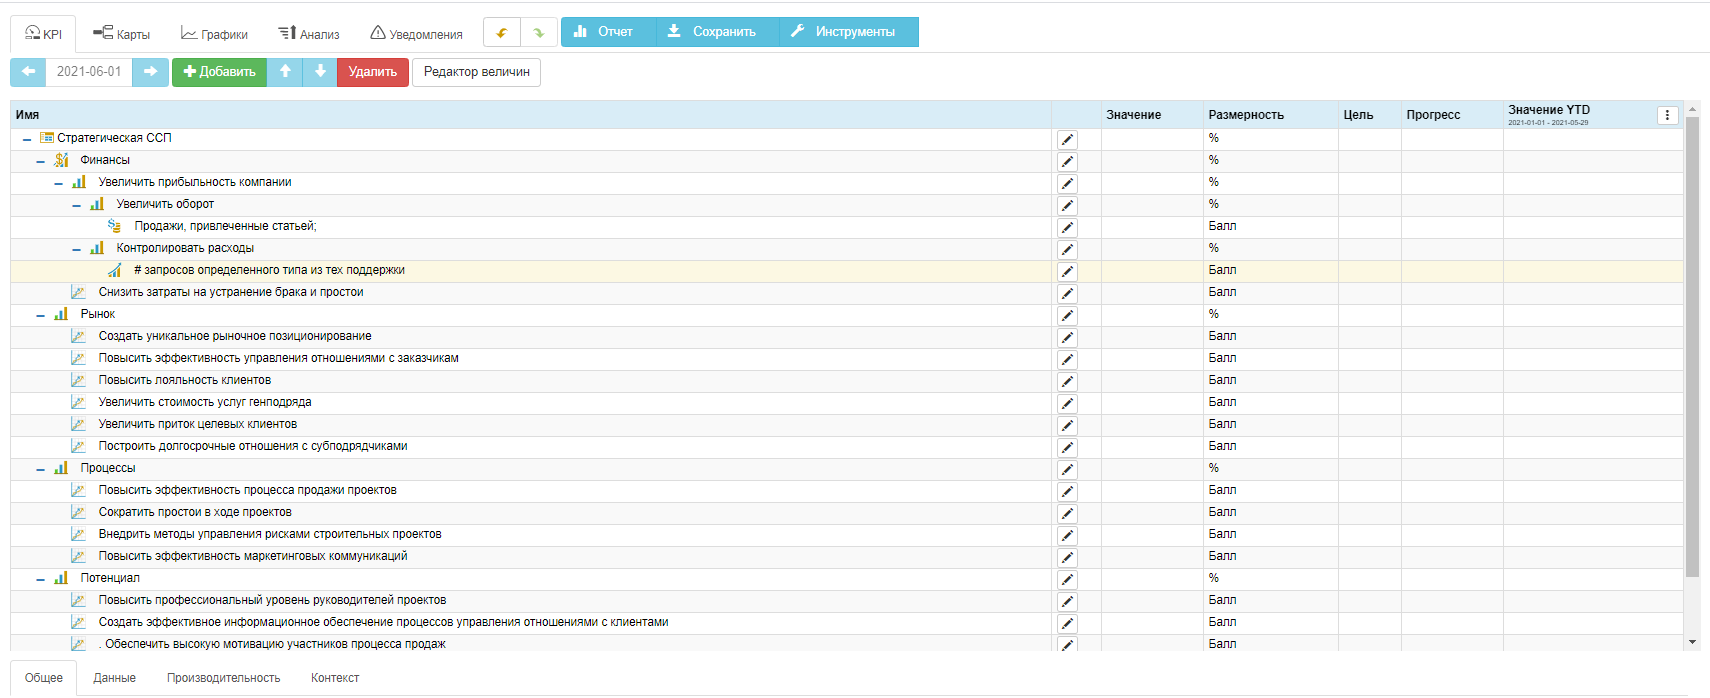 KPI Карты Графики Анализ Уведомления Отчет Сохранить Инструменты
2021-06-01 Добавить Удалить Редактор величин
Имя Значение Размерность Цель Прогресс Значение YTD
2021-01-01 - 2021-05-29
Стратегическая ССП %
Финансы %
Увеличить прибыльность компании %
Увеличить оборот %
Продажи, привлеченные статьей; Балл
Контролировать расходы %
# запросов определенного типа из тех поддержки Балл
Снизить затраты на устранение брака и простои Балл
Рынок %
Создать уникальное рыночное позиционирование Балл
Повысить эффективность управления отношениями с заказчикам Балл
Повысить лояльность клиентов Балл
Увеличить стоимость услуг генподряда Балл
Увеличить приток целевых клиентов Балл
Построить долгосрочные отношения с субподрядчиками Балл
Процессы %
Повысить эффективность процесса продажи проектов Балл
Сократить простои в ходе проектов Балл
Внедрить методы управления рисками строительных проектов Балл
Повысить эффективность маркетинговых коммуникаций Балл
Потенциал %
Повысить профессиональный уровень руководителей проектов Балл
Создать эффективное информационное обеспечение процессов управления отношениями с клиентами Балл
. Обеспечить высокую мотивацию участников процесса продаж Балл
Общее Данные Производительность Контекст